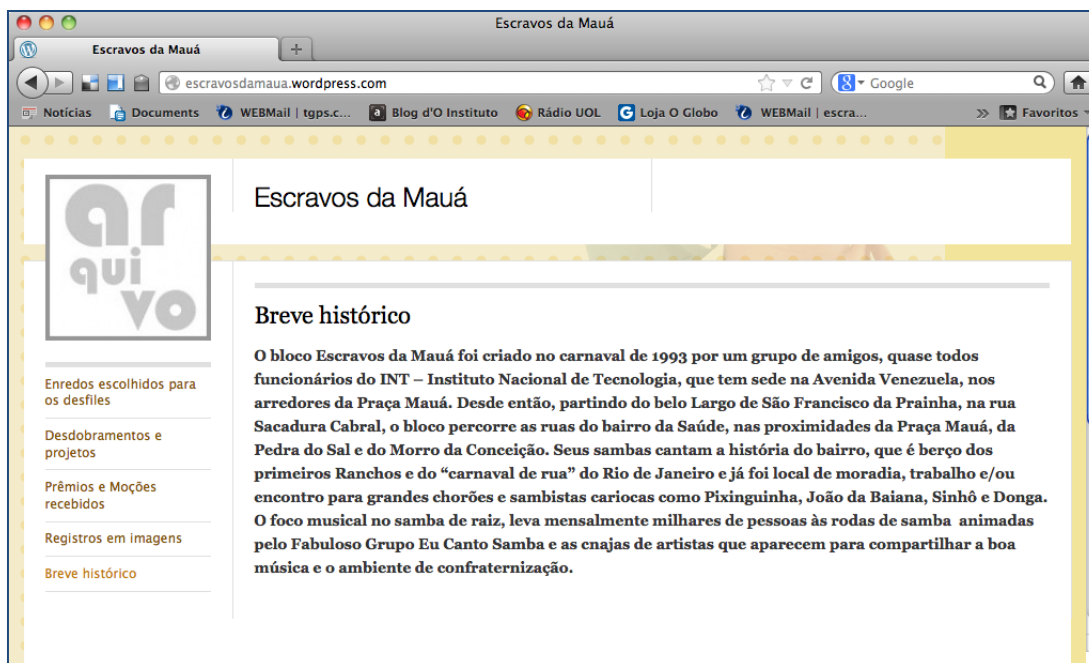 Escravos da Mauá
Escravos da Mauá
escravosdamaua.wordpress.com
Google
Notícias
Documents
WEBMail | tgps.c...
Blog d'O Instituto
Rádio UOL
Loja O Globo
WEBMail | escra...
Favoritos
ar
qui
vo
Escravos da Mauá
Enredos escolhidos para
os desfiles
Desdobramentos e
projetos
Prêmios e Moções
recebidos
Registros em imagens
Breve histórico
Breve histórico
O bloco Escravos da Mauá foi criado no carnaval de 1993 por um grupo de amigos, quase todos
funcionários do INT – Instituto Nacional de Tecnologia, que tem sede na Avenida Venezuela, nos
arredores da Praça Mauá. Desde então, partindo do belo Largo de São Francisco da Prainha, na rua
Sacadura Cabral, o bloco percorre as ruas do bairro da Saúde, nas proximidades da Praça Mauá, da
Pedra do Sal e do Morro da Conceição. Seus sambas cantam a história do bairro, que é berço dos
primeiros Ranchos e do “carnaval de rua” do Rio de Janeiro e já foi local de moradia, trabalho e/ou
encontro para grandes chorões e sambistas cariocas como Pixinguinha, João da Baiana, Sinhô e Donga.
O foco musical no samba de raiz, leva mensalmente milhares de pessoas às rodas de samba animadas
pelo Fabuloso Grupo Eu Canto Samba e as cnajas de artistas que aparecem para compartilhar a boa
música e o ambiente de confraternização.